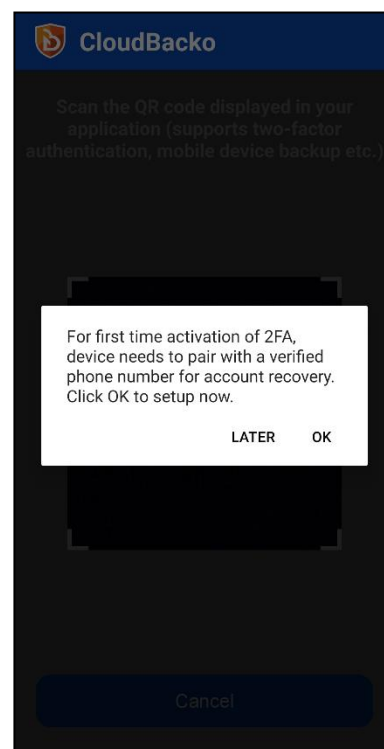 CloudBacko
Scan the QR code displayed in your
application (supports two-factor
authentication, mobile device backup etc.)
For first time activation of 2FA,
device needs to pair with a verified
phone number for account recovery.
Click OK to setup now.
LATER OK
Cancel